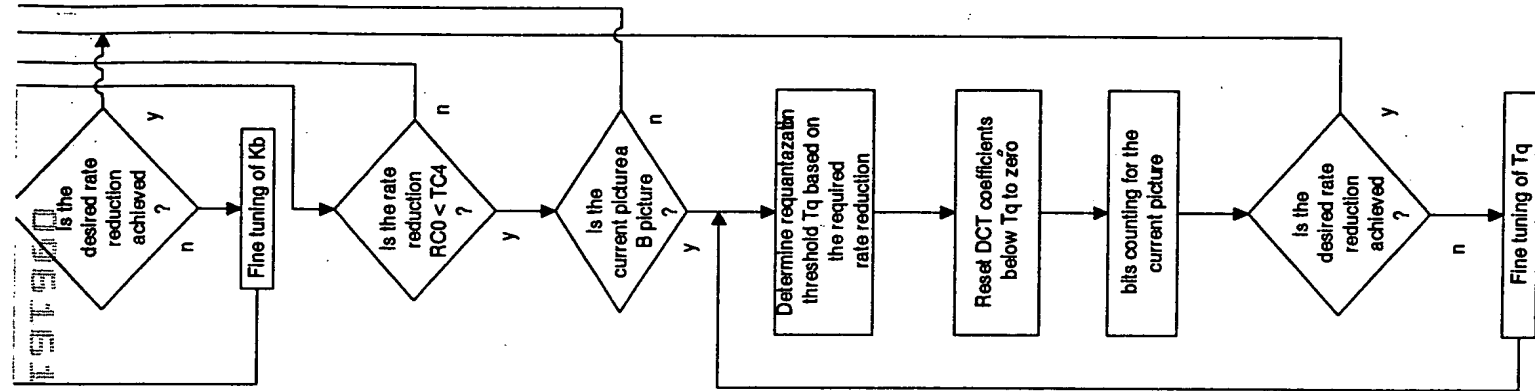 Is the
desired rate
reduction
achieved
?
y
n
Fine tuning of Kb
Is the rate
reduction
RC0 < TC4
?
n
y
Is the
current picturea
B picture
?
n
y
Determine requantazation
threshold Tq based on
the required
rate reduction
Reset DCT coefficients
below Tq to zero
bits counting for the
current picture
Is the
desired rate
reduction
achieved
?
y
n
Fine tuning of Tq